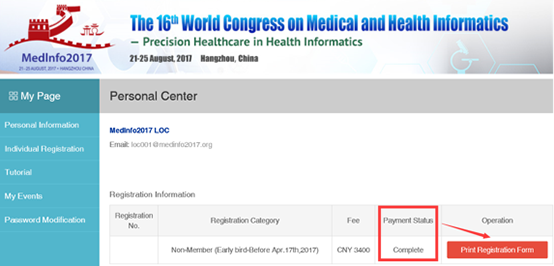 The 16th World Congress on Medical and Health Informatics
– Precision Healthcare in Health Informatics
MedInfo2017
21-25 AUGUST, 2017 - HANGZHOU CHINA
21-25 August, 2017 Hangzhou, China
My Page
Personal Center
Personal Information
Individual Registration
Tutorial
My Events
Password Modification
MedInfo2017 LOC
Email: loc001@medinfo2017.org
Registration Information
Registration No. Registration Category Fee Payment Status Operation
Non-Member (Early bird-Before Apr.17th,2017) CNY 3400 Complete Print Registration Form